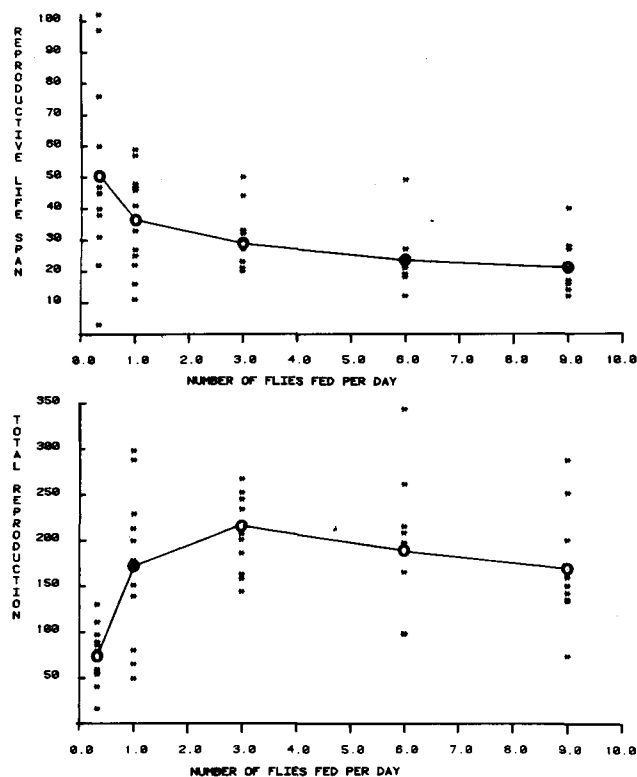 REPRODUCTIVE LIFE SPAN
100
90
80
70
60
50
40
30
20
10
0.0 1.0 2.0 3.0 4.0 5.0 6.0 7.0 8.0 9.0 10.0
NUMBER OF FLIES FED PER DAY
TOTAL REPRODUCTION
350
300
250
200
150
100
50
0.0 1.0 2.0 3.0 4.0 5.0 6.0 7.0 8.0 9.0 10.0
NUMBER OF FLIES FED PER DAY